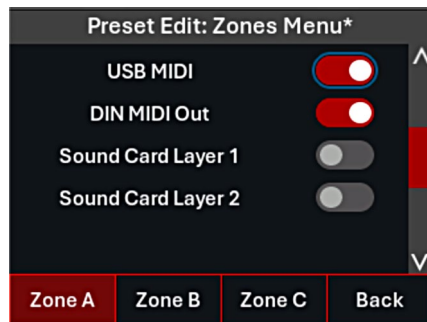 Preset Edit: Zones Menu*
USB MIDI
DIN MIDI Out
Sound Card Layer 1
Sound Card Layer 2
Zone A Zone B Zone C Back